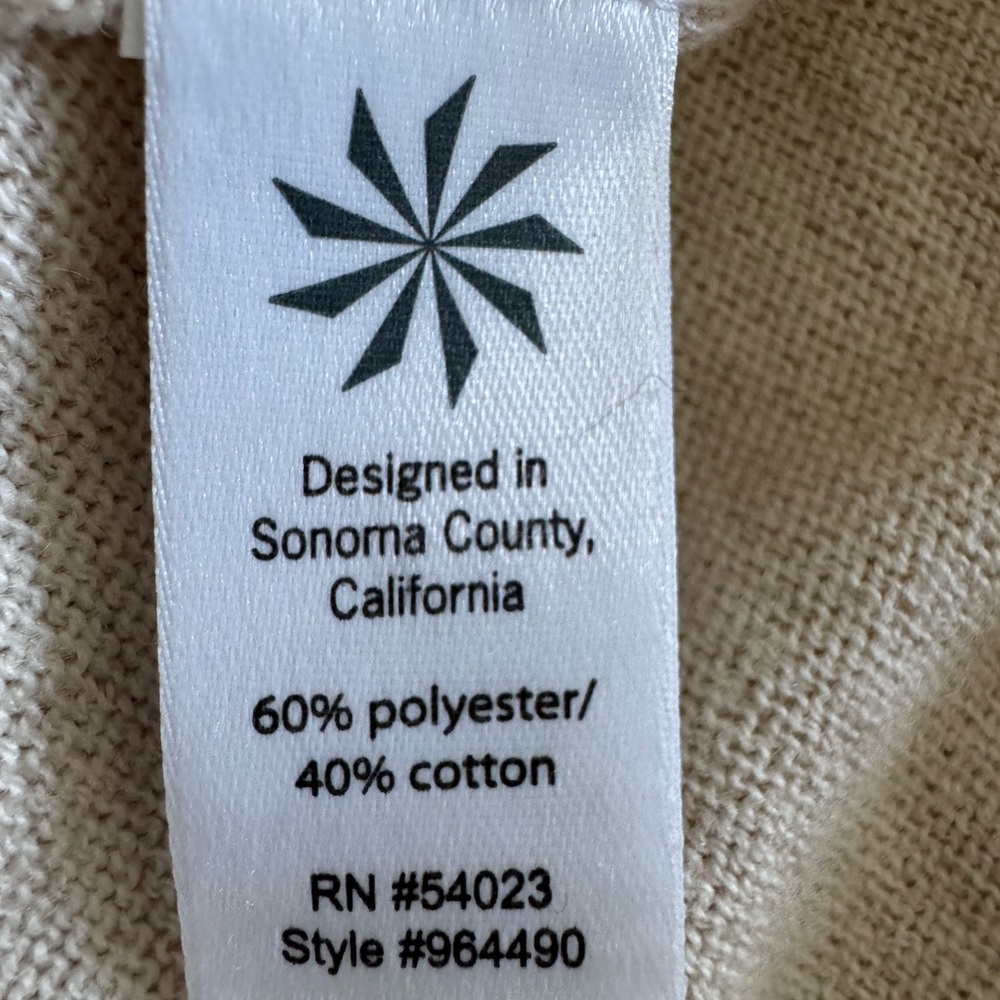 Designed in
Sonoma County,
California
60% polyester/
40% cotton
RN #54023
Style #964490